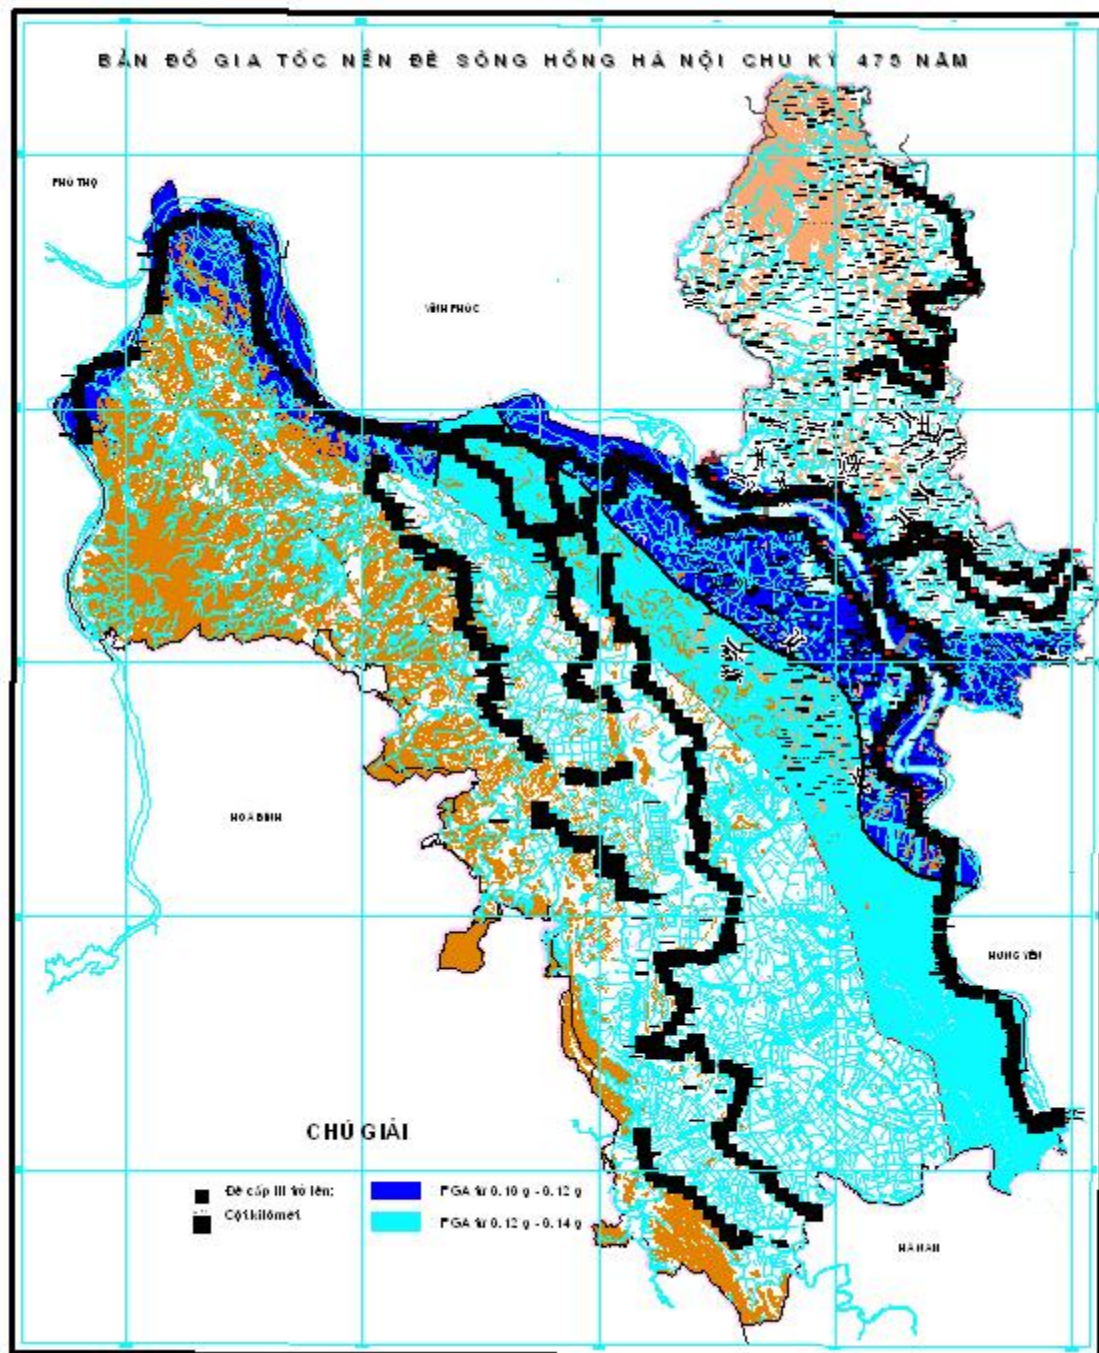 BẢN ĐỒ GIA TỐC NỀN ĐÊ SÔNG HỒNG HÀ NỘI CHU KỲ 475 NĂM
PHÚ THỌ
VĨNH PHÚC
HOÀ BÌNH
HƯNG YÊN
CHÚ GIẢI
Đê cấp III trở lên;
Cột kilômét
PGA từ 0.10 g - 0.12 g
PGA từ 0.12 g - 0.14 g
HÀ NAM